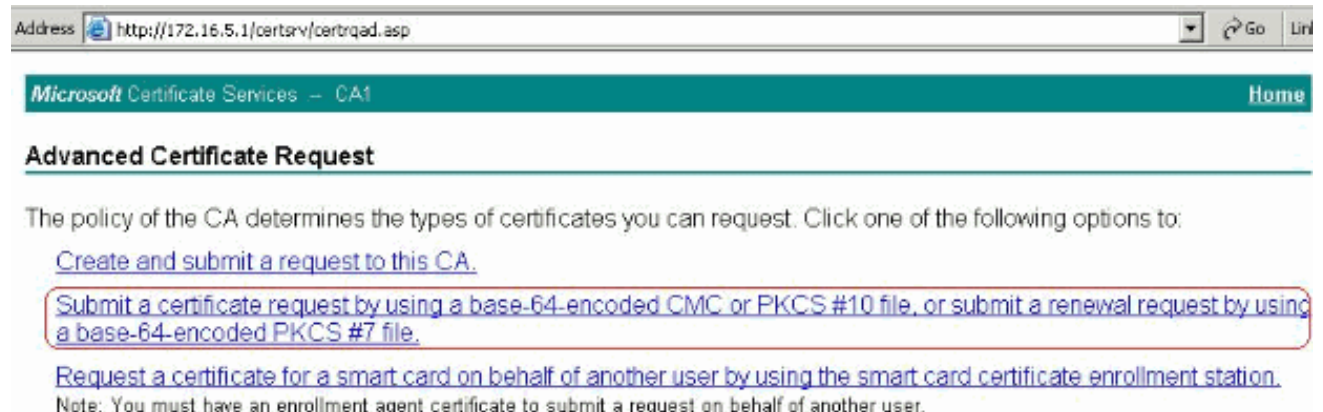 Address http://172.16.5.1/certsrv/certrqad.asp Go
Microsoft Certificate Services -- CA1 Home
Advanced Certificate Request
The policy of the CA determines the types of certificates you can request. Click one of the following options to:
Create and submit a request to this CA.
Submit a certificate request by using a base-64-encoded CMC or PKCS #10 file, or submit a renewal request by using
a base-64-encoded PKCS #7 file.
Request a certificate for a smart card on behalf of another user by using the smart card certificate enrollment station.
Note: You must have an enrollment agent certificate to submit a request on behalf of another user.